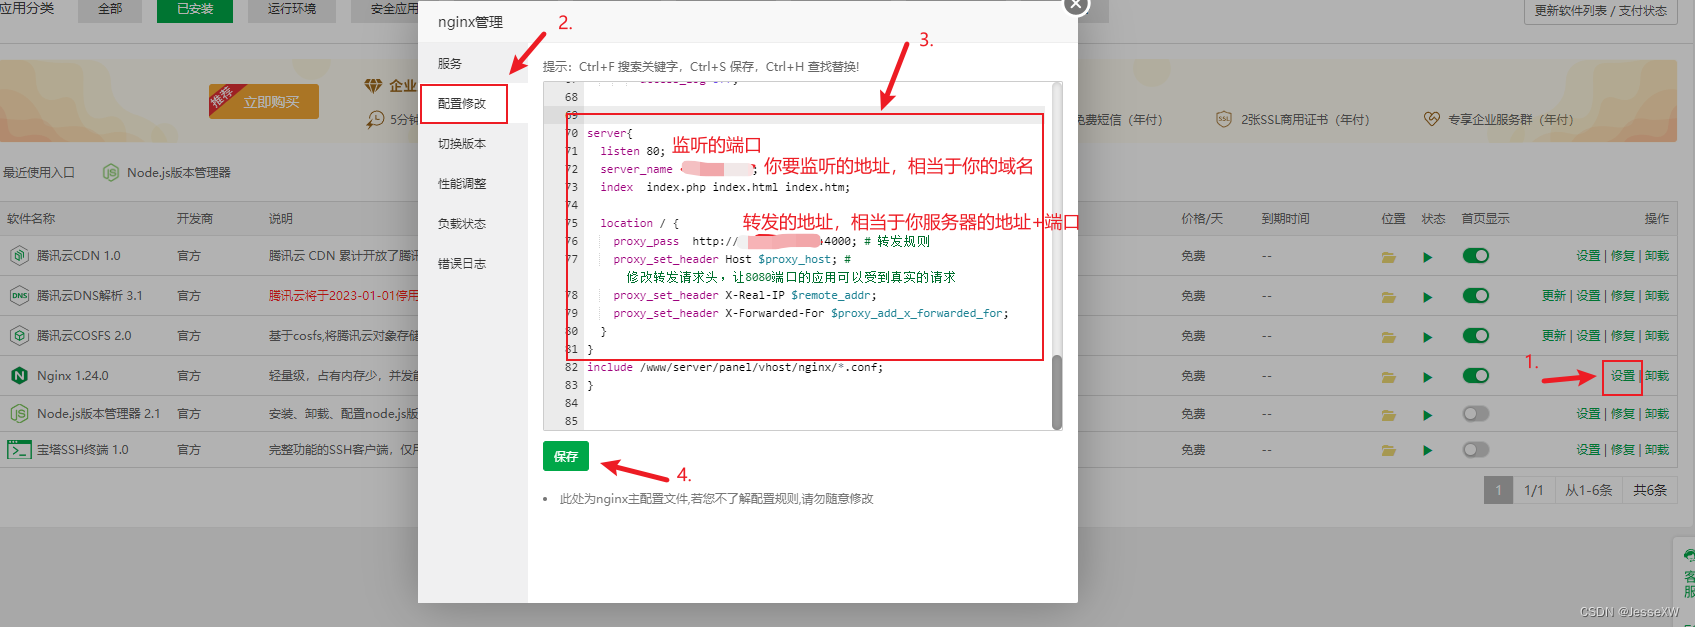 应用分类 全部 已安装 运行环境 安全应用 更新软件列表 / 支付状态
推荐 立即购买 企业
5分钟 免费短信（年付） 2张SSL商用证书（年付） 专享企业服务群（年付）
最近使用入口 Node.js版本管理器
软件名称 开发商 说明 价格/天 到期时间 位置 状态 首页显示 操作
腾讯云CDN 1.0 官方 腾讯云 CDN 累计开放了腾讯 免费 -- 设置 | 修复 | 卸载
腾讯云DNS解析 3.1 官方 腾讯云将于2023-01-01停用 免费 -- 更新 | 设置 | 修复 | 卸载
腾讯云COSFS 2.0 官方 基于cosfs,将腾讯云对象存储 免费 -- 更新 | 设置 | 修复 | 卸载
Nginx 1.24.0 官方 轻量级，占有内存少，并发能 免费 -- 设置 | 卸载
Node.js版本管理器 2.1 官方 安装、卸载、配置node.js版 免费 -- 设置 | 修复 | 卸载
宝塔SSH终端 1.0 官方 完整功能的SSH客户端，仅用 免费 -- 设置 | 修复 | 卸载
1 1/1 从1-6条 共6条
nginx管理
服务
配置修改
切换版本
性能调整
负载状态
错误日志
1.
2.
3.
4.
提示：Ctrl+F 搜索关键字，Ctrl+S 保存，Ctrl+H 查找替换!
68
69
70 server{
71 listen 80; 监听的端口
72 server_name ; 你要监听的地址，相当于你的域名
73 index index.php index.html index.htm;
74
75 location / { 转发的地址，相当于你服务器的地址+端口
76 proxy_pass http:// 4000; # 转发规则
77 proxy_set_header Host $proxy_host; #
修改转发请求头，让8080端口的应用可以受到真实的请求
78 proxy_set_header X-Real-IP $remote_addr;
79 proxy_set_header X-Forwarded-For $proxy_add_x_forwarded_for;
80 }
81 }
82 include /www/server/panel/vhost/nginx/*.conf;
83 }
84
85
保存
此处为nginx主配置文件,若您不了解配置规则,请勿随意修改
客服
CSDN @JesseXW